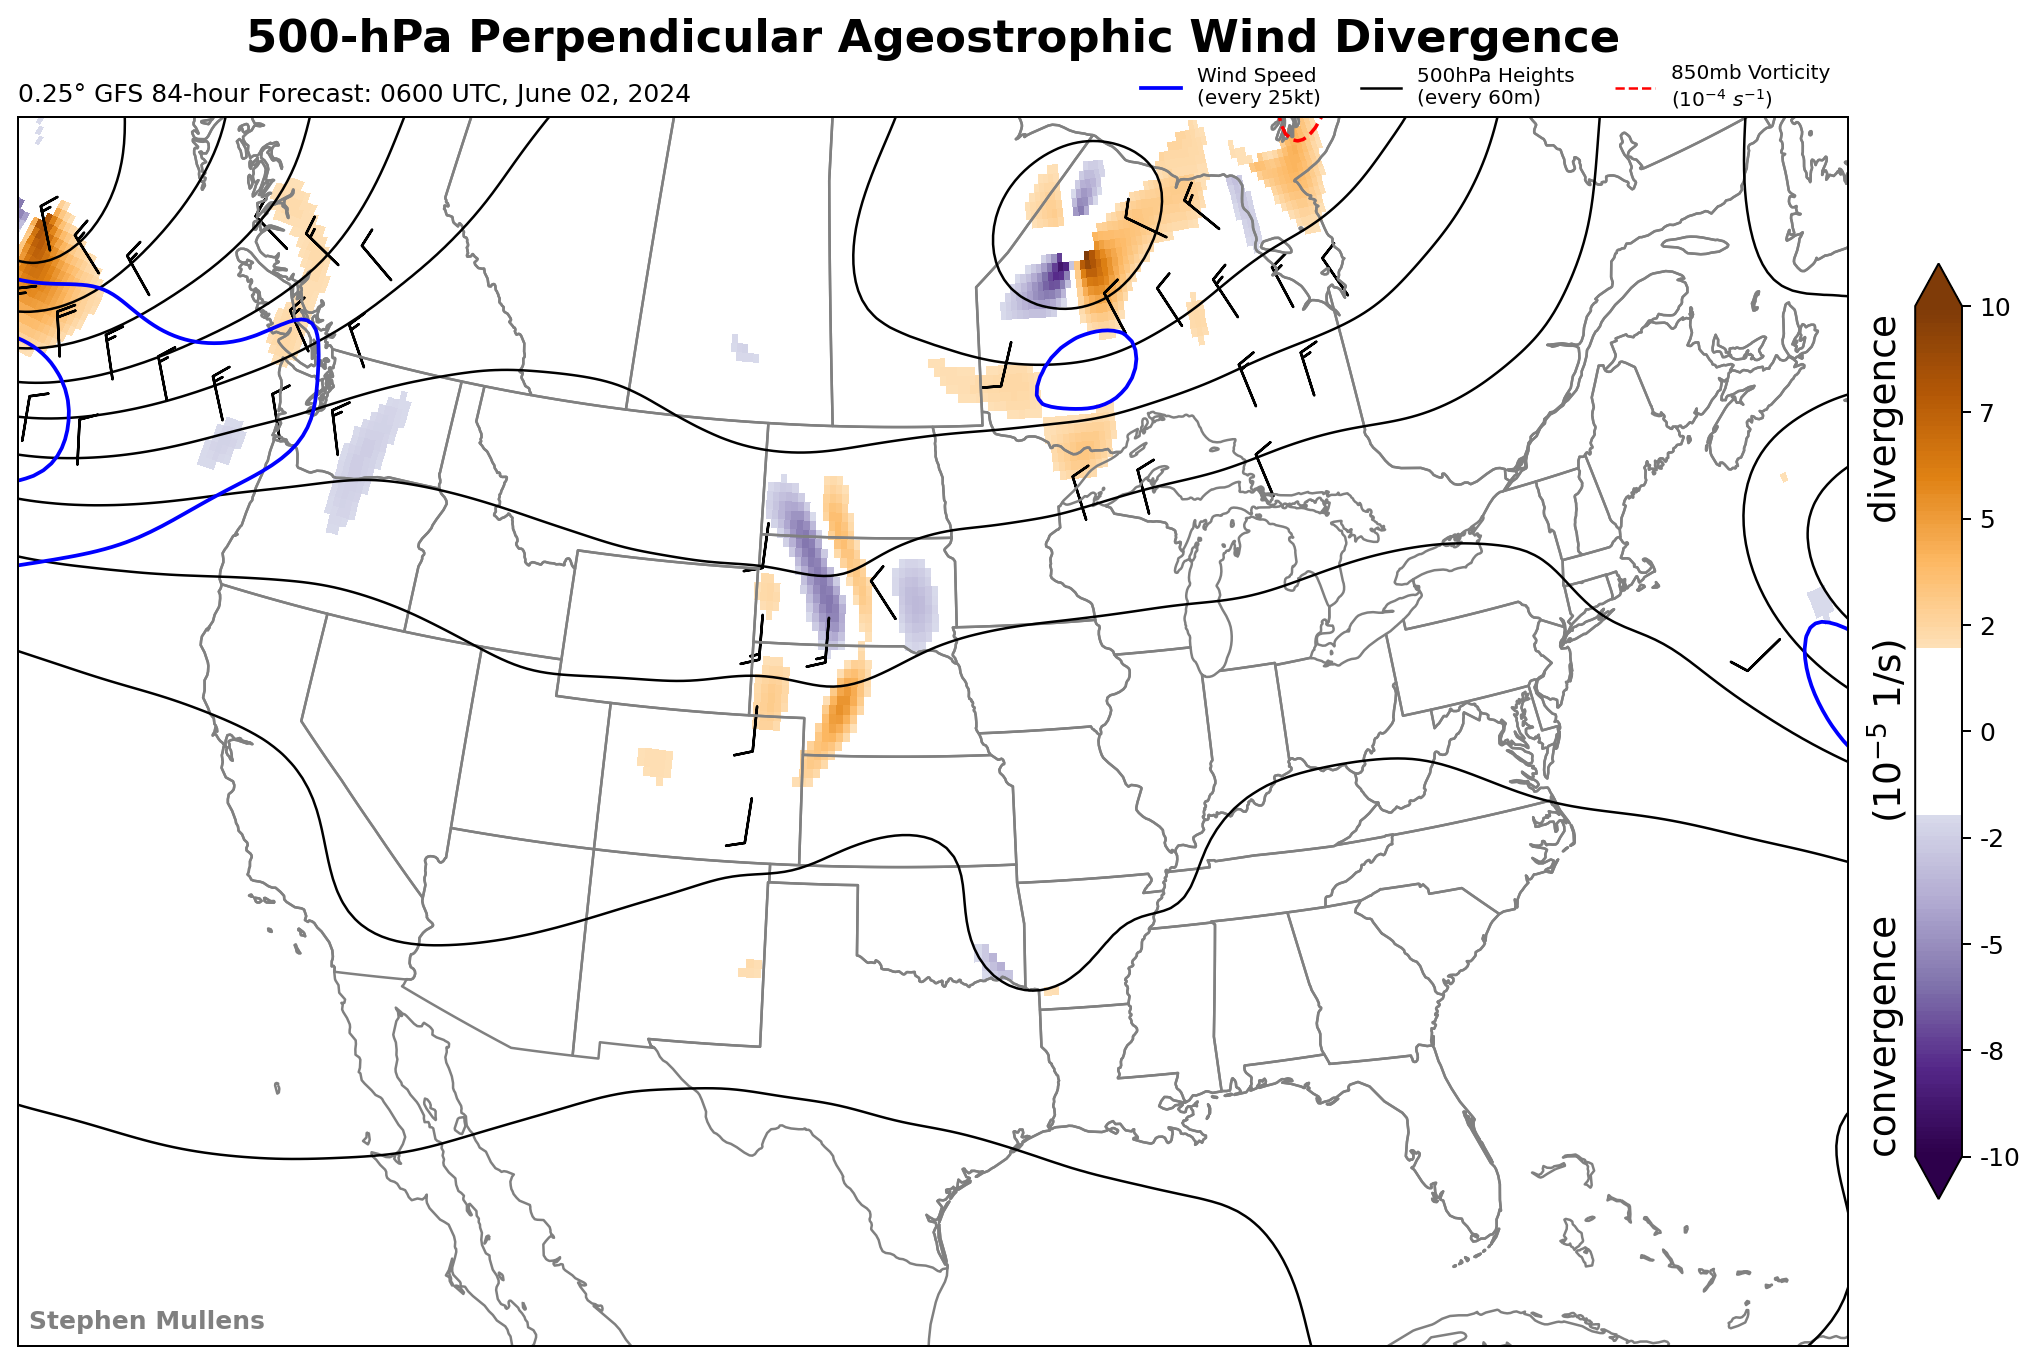 500-hPa Perpendicular Ageostrophic Wind Divergence
0.25° GFS 84-hour Forecast: 0600 UTC, June 02, 2024
Wind Speed
(every 25kt)
500hPa Heights
(every 60m)
850mb Vorticity
(10⁻⁴ s⁻¹)
10
7
5
2
0
-2
-5
-8
-10
convergence (10⁻⁵ 1/s) divergence
Stephen Mullens